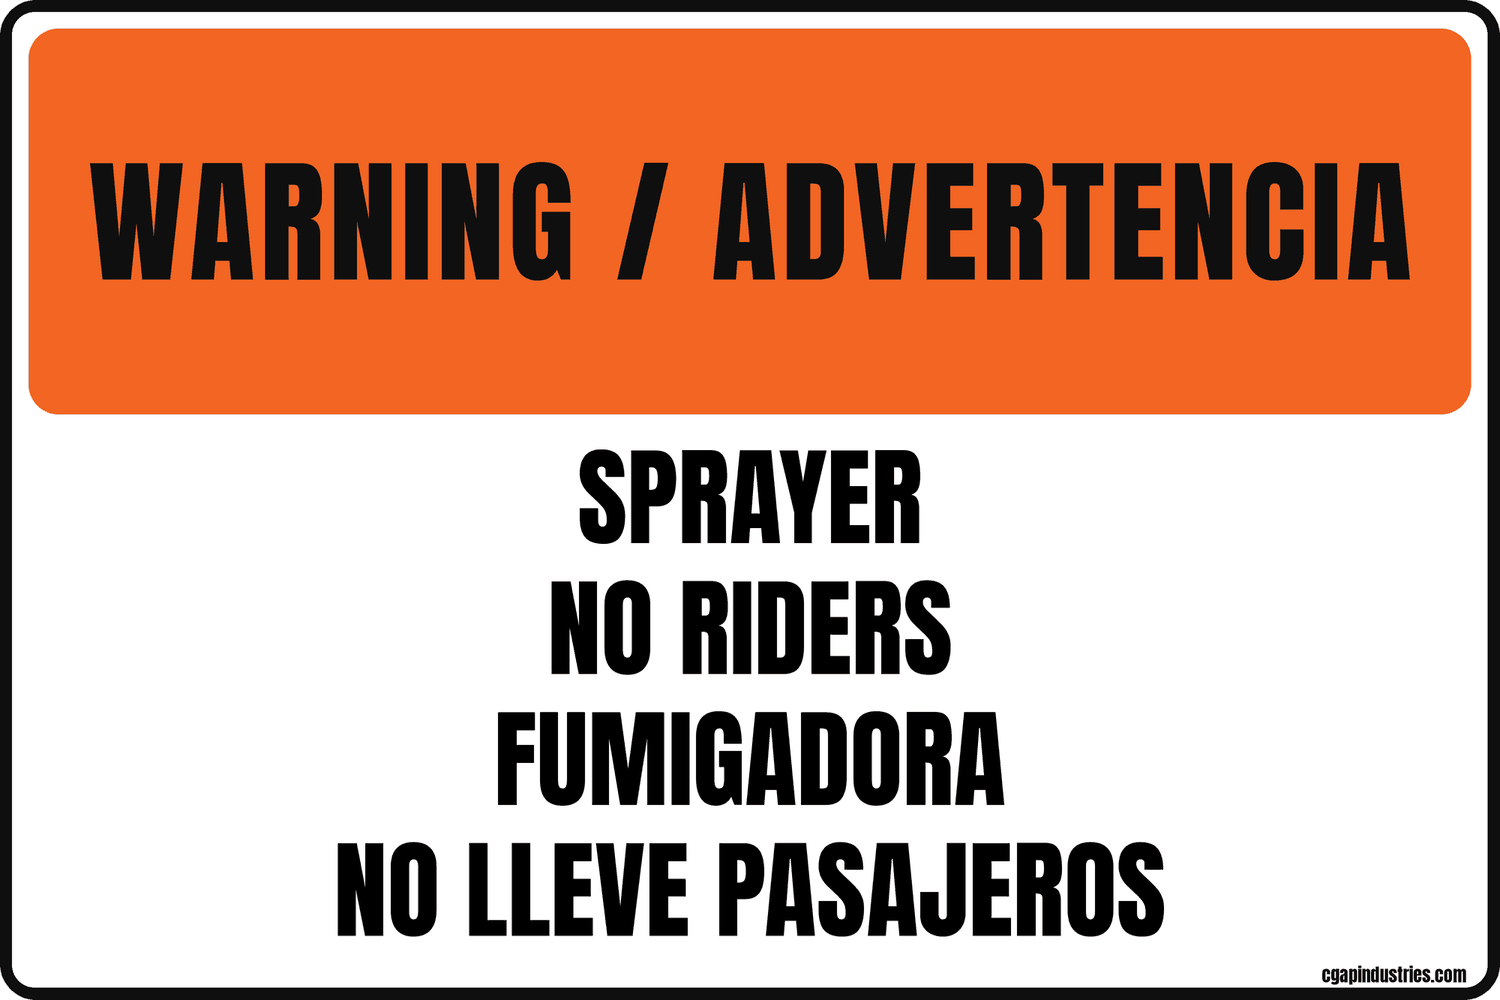 WARNING / ADVERTENCIA
SPRAYER
NO RIDERS
FUMIGADORA
NO LLEVE PASAJEROS
cgapindustries.com